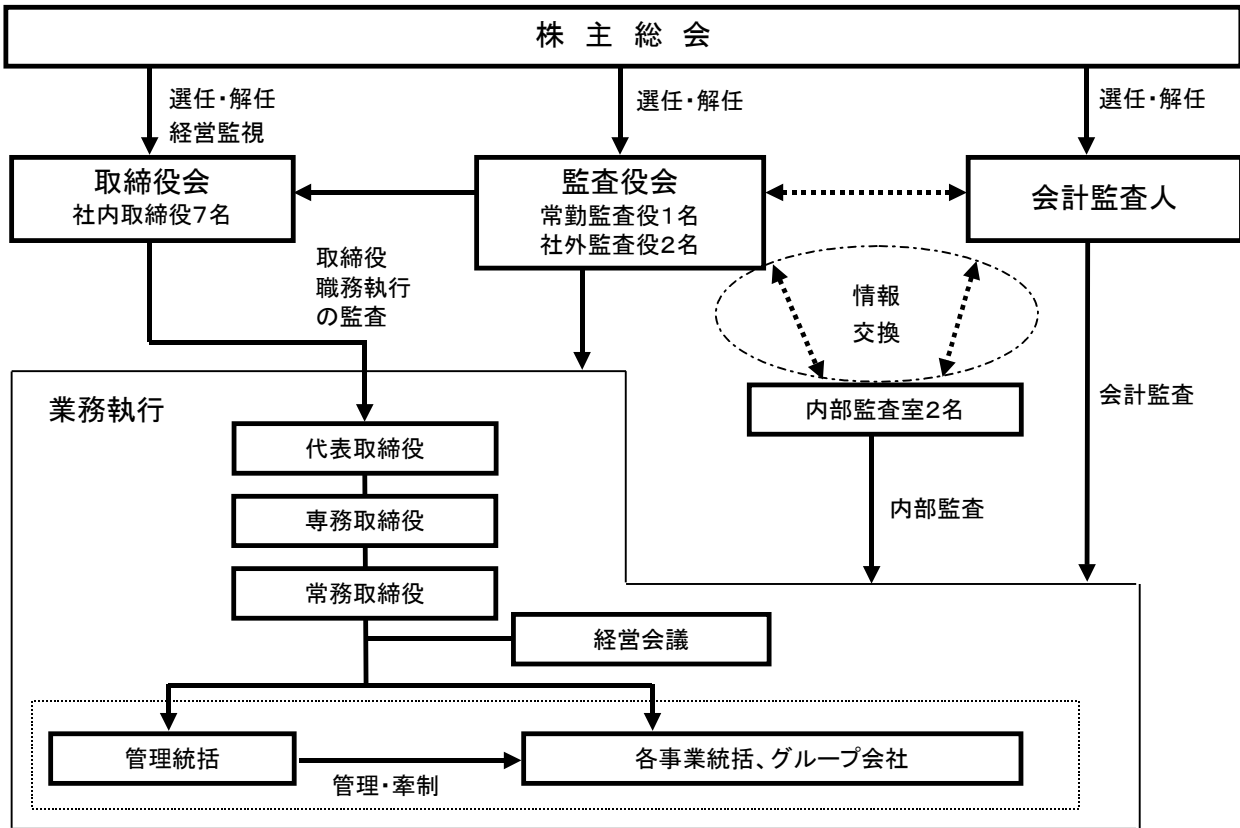 株 主 総 会
選任・解任
経営監視
選任・解任
選任・解任
取締役会
社内取締役7名
監査役会
常勤監査役1名
社外監査役2名
会計監査人
取締役
職務執行
の監査
情報
交換
業務執行
内部監査室2名
会計監査
代表取締役
専務取締役
内部監査
常務取締役
経営会議
管理統括
各事業統括、グループ会社
管理・牽制